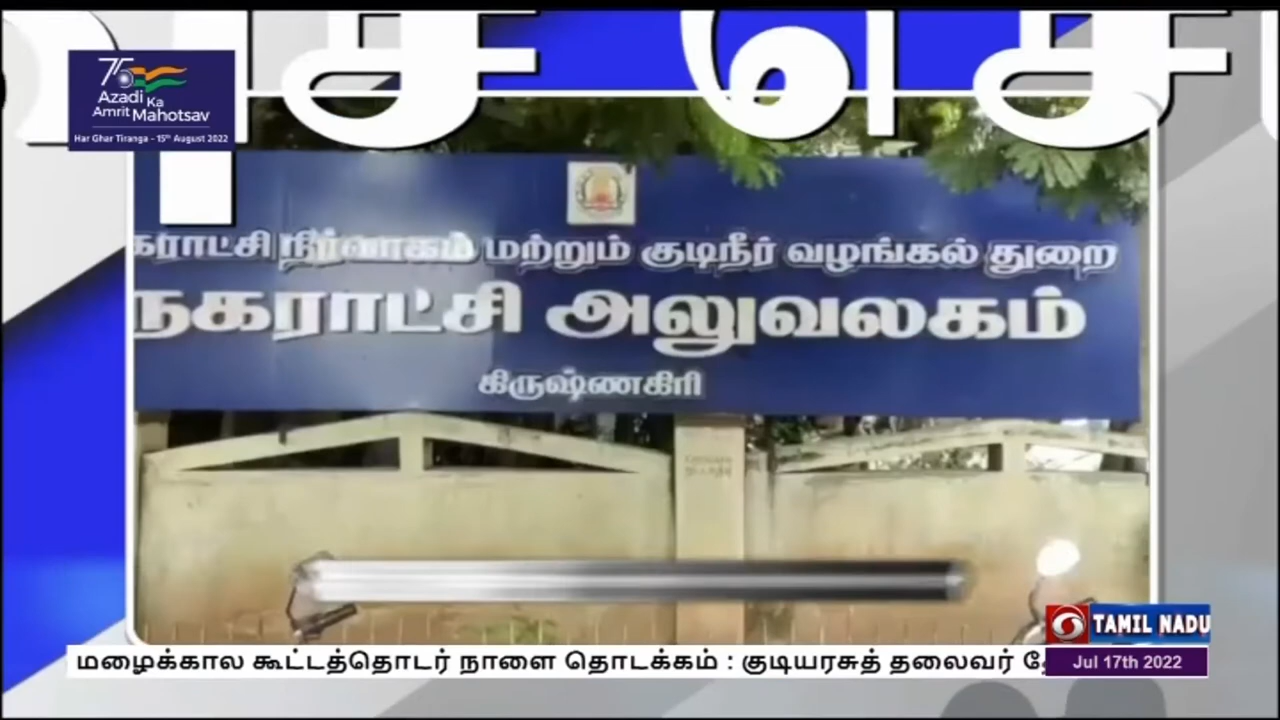 75
Azadi
Ka
Amrit Mahotsav
Har Ghar Tiranga - 15th August 2022
கராட்சி நிர்வாகம் மற்றும் குடிநீர் வழங்கல் துறை
நகராட்சி அலுவலகம்
கிருஷ்ணகிரி
TAMIL NADU
மழைக்கால கூட்டத்தொடர் நாளை தொடக்கம் : குடியரசுத் தலைவர்
Jul 17th 2022